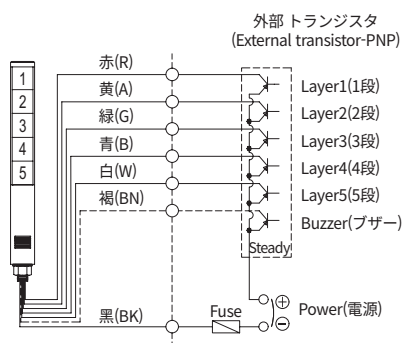 外部 トランジスタ
(External transistor-PNP)
赤(R)
Layer1(1段)
黄(A)
Layer2(2段)
緑(G)
Layer3(3段)
青(B)
Layer4(4段)
白(W)
Layer5(5段)
褐(BN)
Buzzer(ブザー)
1
2
3
4
5
Steady
黒(BK)
Fuse
⊕
Power(電源)
⊖